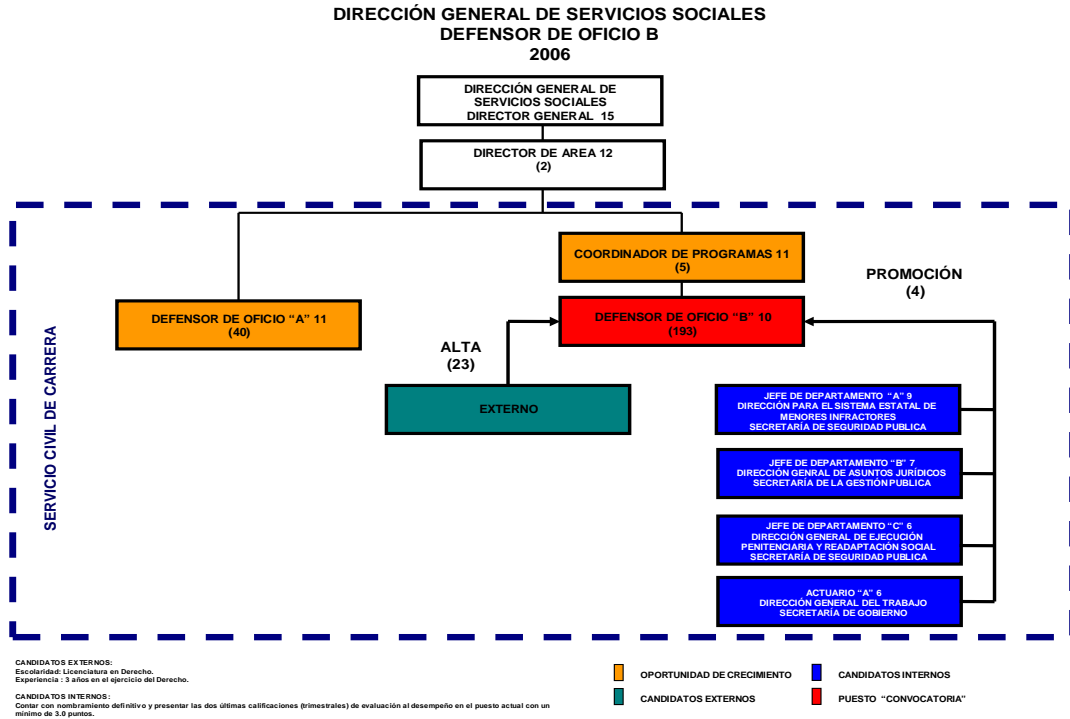 DIRECCIÓN GENERAL DE SERVICIOS SOCIALES
DEFENSOR DE OFICIO B
2006
DIRECCIÓN GENERAL DE
SERVICIOS SOCIALES
DIRECTOR GENERAL 15
DIRECTOR DE AREA 12
(2)
COORDINADOR DE PROGRAMAS 11
(5)
PROMOCIÓN
(4)
DEFENSOR DE OFICIO “A” 11
(40)
DEFENSOR DE OFICIO “B” 10
(193)
ALTA
(23)
EXTERNO
JEFE DE DEPARTAMENTO “A” 9
DIRECCIÓN PARA EL SISTEMA ESTATAL DE
MENORES INFRACTORES
SECRETARÍA DE SEGURIDAD PUBLICA
JEFE DE DEPARTAMENTO “B” 7
DIRECCIÓN GENRAL DE ASUNTOS JURÍDICOS
SECRETARÍA DE LA GESTIÓN PUBLICA
JEFE DE DEPARTAMENTO “C” 6
DIRECCIÓN GENERAL DE EJECUCIÓN
PENITENCIARIA Y READAPTACIÓN SOCIAL
SECRETARÍA DE SEGURIDAD PUBLICA
ACTUARIO “A” 6
DIRECCIÓN GENERAL DEL TRABAJO
SECRETARÍA DE GOBIERNO
SERVICIO CIVIL DE CARRERA
CANDIDATOS EXTERNOS:
Escolaridad: Licenciatura en Derecho.
Experiencia : 3 años en el ejercicio del Derecho.
CANDIDATOS INTERNOS:
Contar con nombramiento definitivo y presentar las dos últimas calificaciones (trimestrales) de evaluación al desempeño en el puesto actual con un
mínimo de 3.0 puntos.
OPORTUNIDAD DE CRECIMIENTO
CANDIDATOS INTERNOS
CANDIDATOS EXTERNOS
PUESTO “CONVOCATORIA”